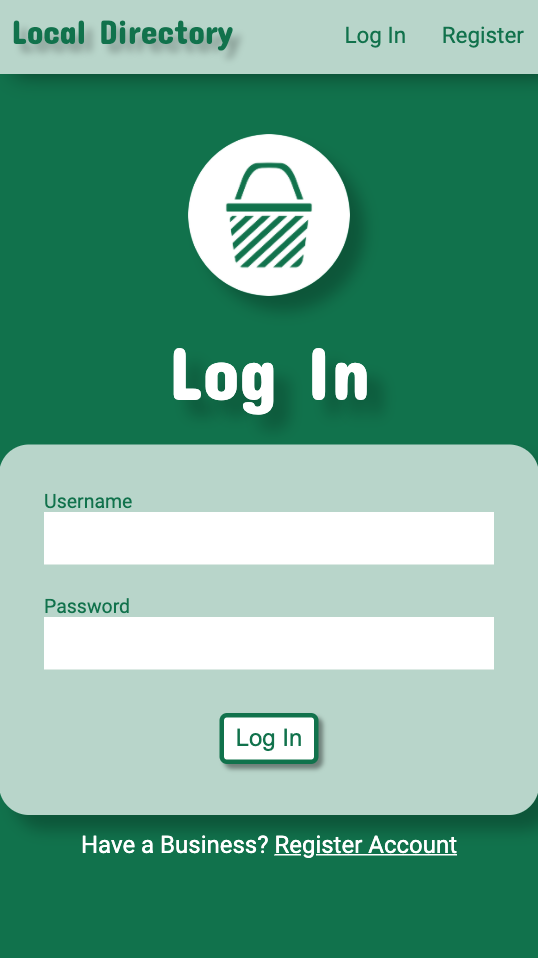 Local Directory
Log In
Register
Log In
Username
Password
Log In
Have a Business? Register Account